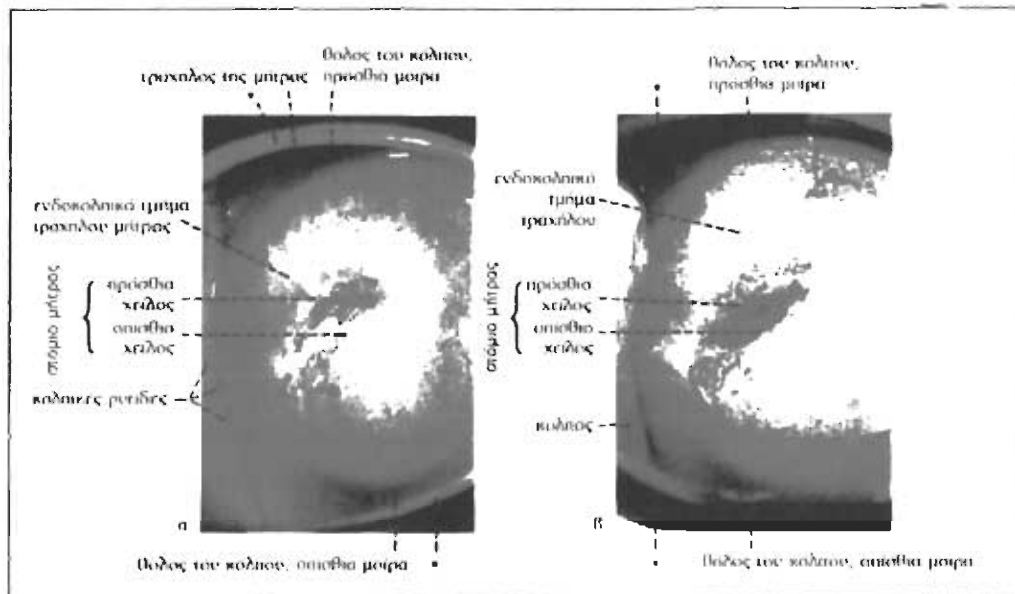 τράχηλος της μήτρας
θόλος του κόλπου,
πρόσθια μοίρα
ενδοκολπικό τμήμα
τραχήλου μήτρας
στόμιο μήτρας
πρόσθια
χείλος
οπίσθια
χείλος
κολπικές ρυτίδες
α
θόλος του κόλπου, οπίσθια μοίρα
θόλος του κόλπου,
πρόσθια μοίρα
ενδοκολπικό
τμήμα
τραχήλου
στόμιο μήτρας
πρόσθιο
χείλος
οπίσθιο
χείλος
κόλπος
β
θόλος του κόλπου, οπίσθια μοίρα